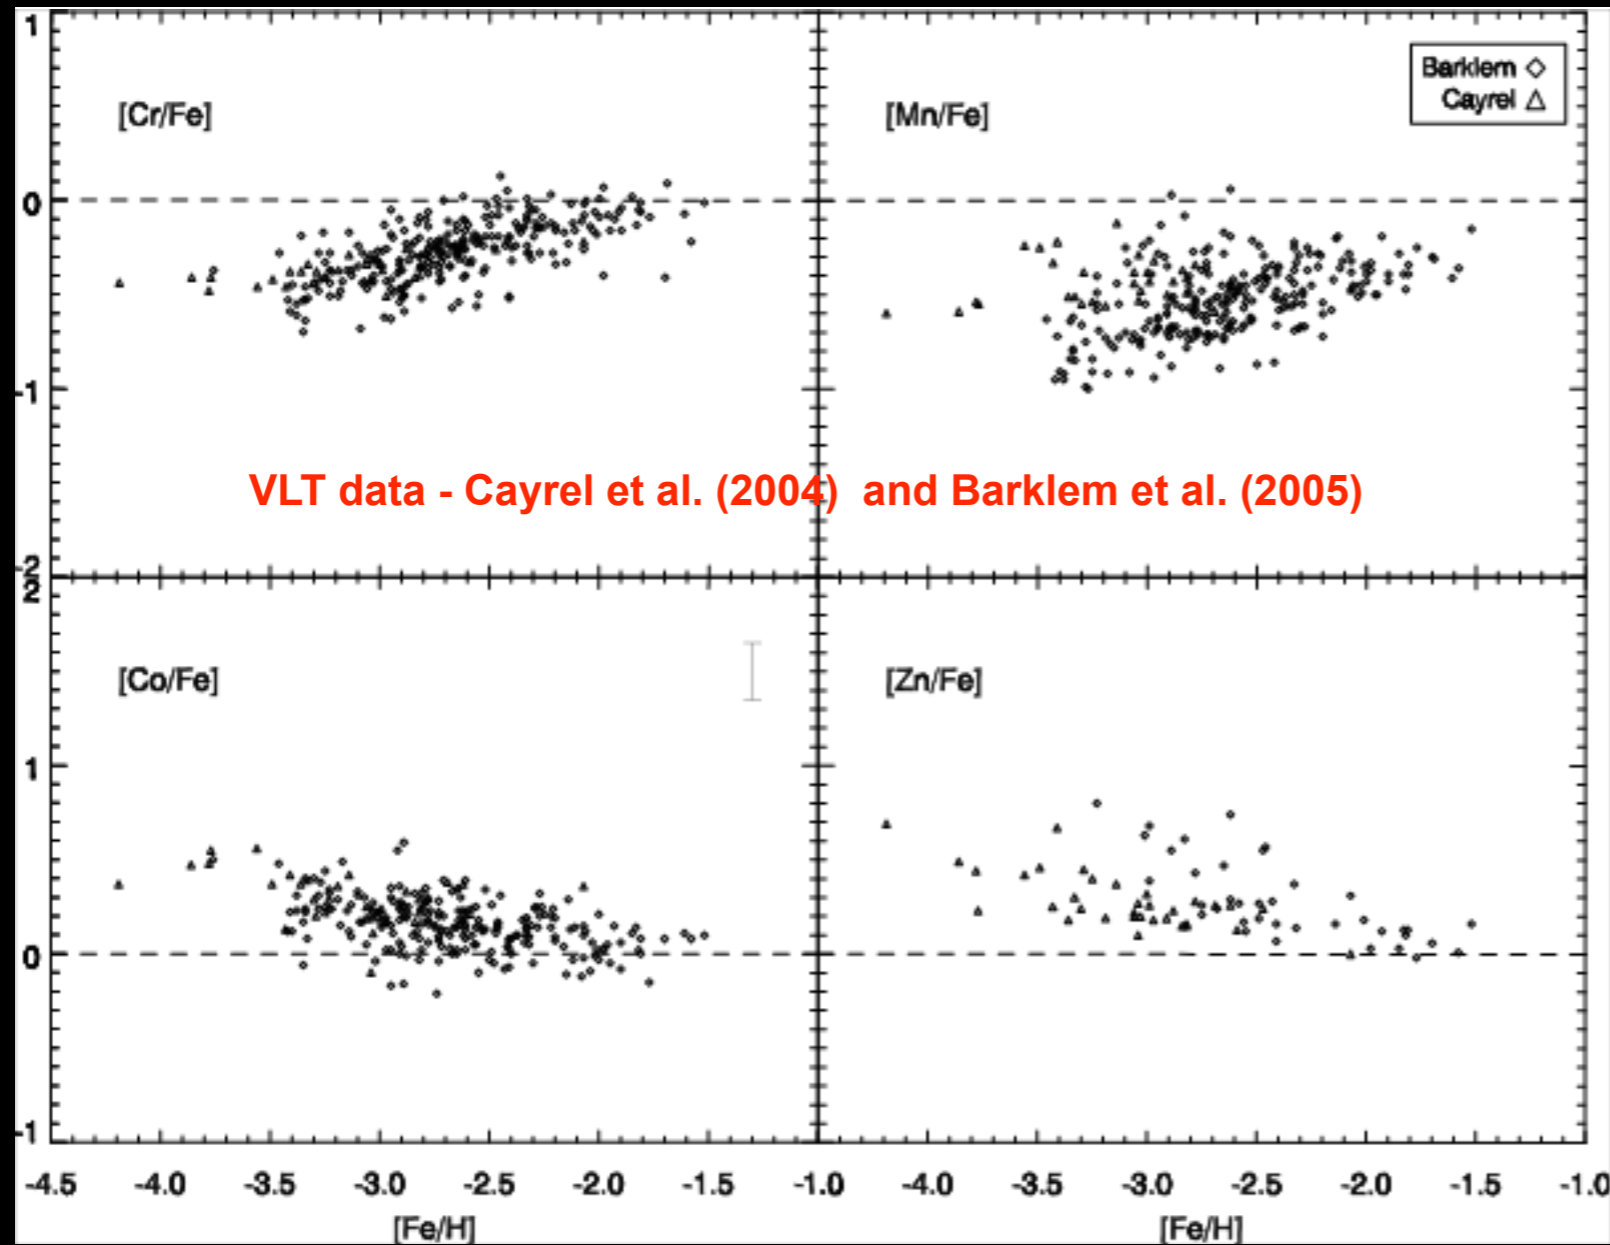 1
[Cr/Fe]
[Mn/Fe]
Barklem ◇
Cayrel △
0
-1
VLT data - Cayrel et al. (2004) and Barklem et al. (2005)
-2
2
[Co/Fe]
[Zn/Fe]
1
0
-1
-4.5 -4.0 -3.5 -3.0 -2.5 -2.0 -1.5 -1.0 -4.0 -3.5 -3.0 -2.5 -2.0 -1.5 -1.0
[Fe/H] [Fe/H]